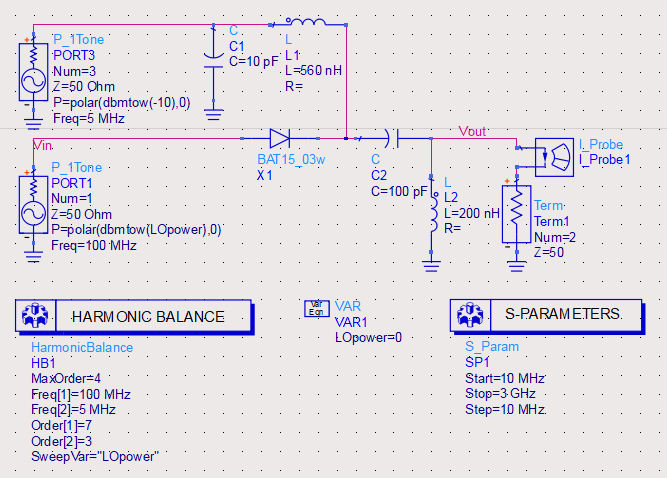 P_1Tone
PORT3
Num=3
Z=50 Ohm
P=polar(dbmtow(-10),0)
Freq=5 MHz
C
C1
C=10 pF
L
L1
L=560 nH
R=
Vin
P_1Tone
PORT1
Num=1
Z=50 Ohm
P=polar(dbmtow(LOpower),0)
Freq=100 MHz
BAT15_03w
X1
C
C2
C=100 pF
Vout
L
L2
L=200 nH
R=
I_Probe
I_Probe1
Term
Term1
Num=2
Z=50
HARMONIC BALANCE
HarmonicBalance
HB1
MaxOrder=4
Freq[1]=100 MHz
Freq[2]=5 MHz
Order[1]=7
Order[2]=3
SweepVar="LOpower"
Var
Eqn
VAR
VAR1
LOpower=0
S-PARAMETERS
S_Param
SP1
Start=10 MHz
Stop=3 GHz
Step=1.0 MHz